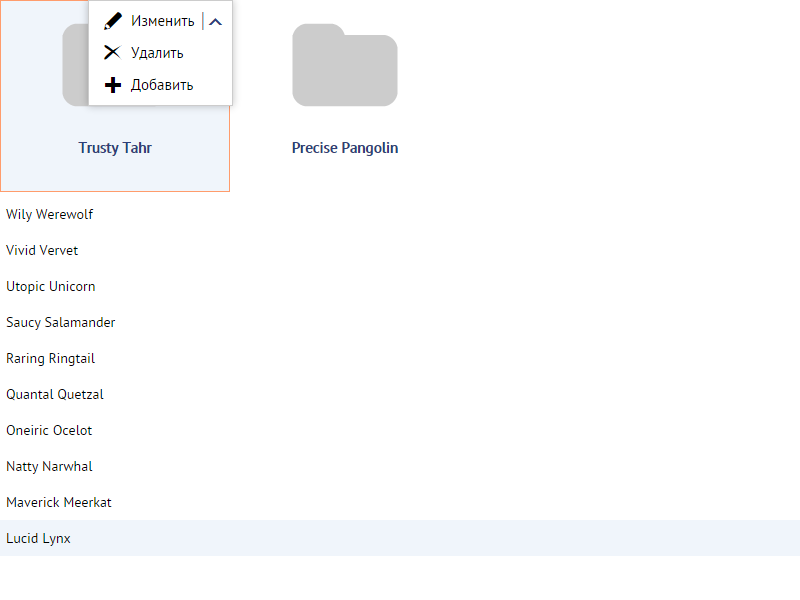 Изменить
Удалить
Добавить
Trusty Tahr
Precise Pangolin
Wily Werewolf
Vivid Vervet
Utopic Unicorn
Saucy Salamander
Raring Ringtail
Quantal Quetzal
Oneiric Ocelot
Natty Narwhal
Maverick Meerkat
Lucid Lynx